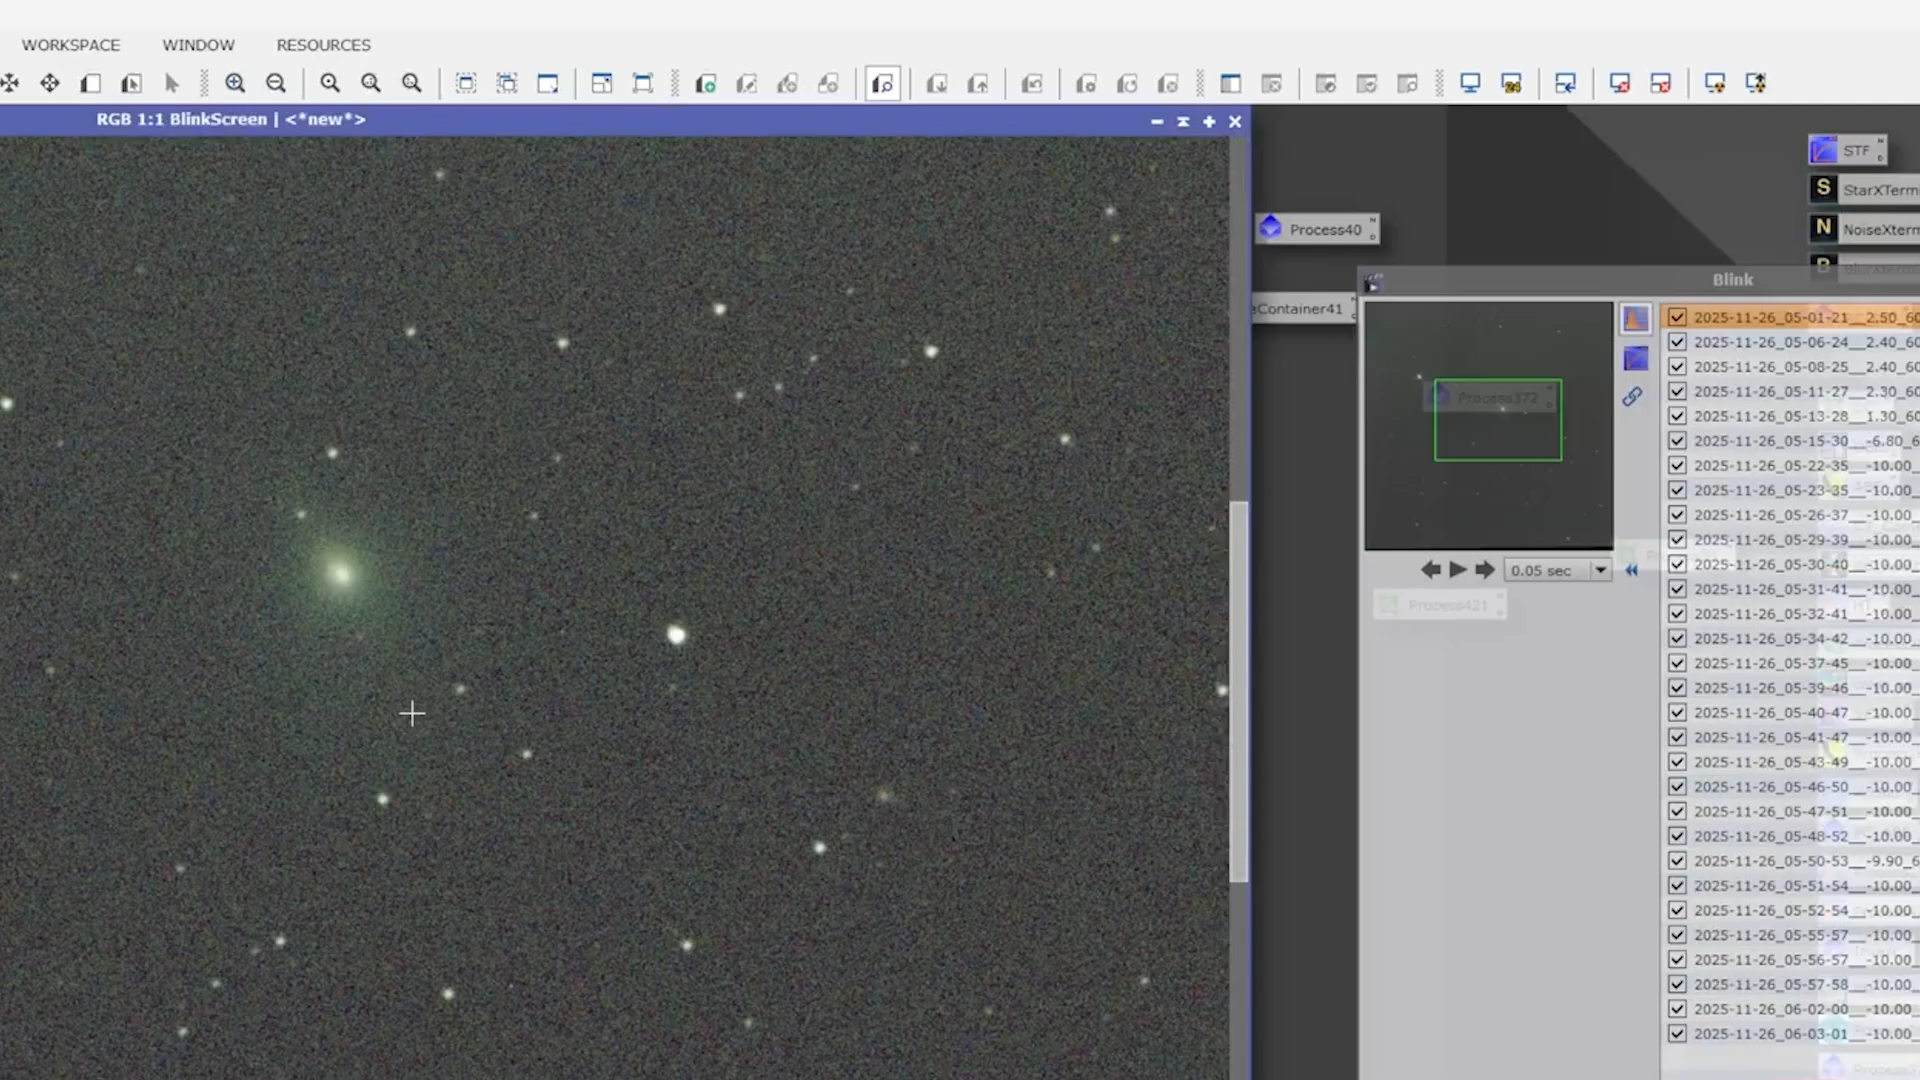 WORKSPACE WINDOW RESOURCES
24
RGB 1:1 BlinkScreen | <*new*>
STF
S StarXTerm
Process40
N NoiseXterm
B
Blink
eContainer41
Process372
0.05 sec
Process421
2025-11-26_05-01-21__2.50_60
2025-11-26_05-06-24__2.40_60
2025-11-26_05-08-25__2.40_60
2025-11-26_05-11-27__2.30_60
2025-11-26_05-13-28__1.30_60
2025-11-26_05-15-30__-6.80_6
2025-11-26_05-22-35__-10.00_
2025-11-26_05-23-35__-10.00_
2025-11-26_05-26-37__-10.00_
2025-11-26_05-29-39__-10.00_
2025-11-26_05-30-40__-10.00_
2025-11-26_05-31-41__-10.00_
2025-11-26_05-32-41__-10.00_
2025-11-26_05-34-42__-10.00_
2025-11-26_05-37-45__-10.00_
2025-11-26_05-39-46__-10.00_
2025-11-26_05-40-47__-10.00_
2025-11-26_05-41-47__-10.00_
2025-11-26_05-43-49__-10.00_
2025-11-26_05-46-50__-10.00_
2025-11-26_05-47-51__-10.00_
2025-11-26_05-48-52__-10.00_
2025-11-26_05-50-53__-9.90_6
2025-11-26_05-51-54__-10.00_
2025-11-26_05-52-54__-10.00_
2025-11-26_05-55-57__-10.00_
2025-11-26_05-56-57__-10.00_
2025-11-26_05-57-58__-10.00_
2025-11-26_06-02-00__-10.00_
2025-11-26_06-03-01__-10.00_